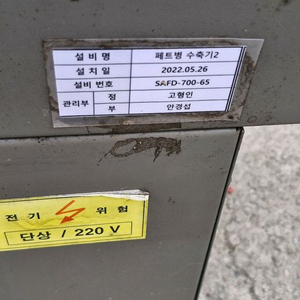 설 비 명 페트병 수축기2
설 치 일 2022.05.26
설비 번호 SAFD-700-65
관리부 정 고형인
부 안경섭
전 기 위 험
단상 / 220 V